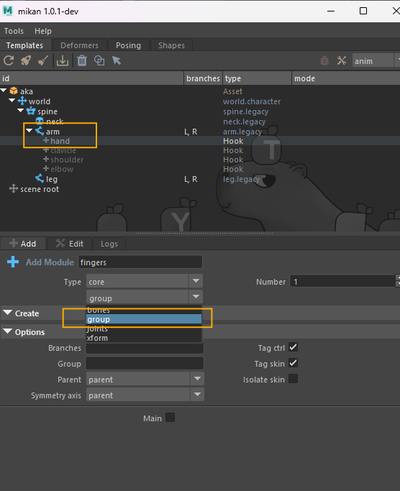 mikan 1.0.1-dev
Tools Help
Templates Deformers Posing Shapes
anim
id branches type mode
aka Asset
world world.character
spine spine.legacy
neck neck.legacy
arm L, R arm.legacy
hand Hook
clavicle Hook
shoulder Hook
elbow Hook
leg L, R leg.legacy
scene root
T
Y
Add Edit Logs
Add Module fingers
Type core Number 1
group
Create bones
group
Options joints
xform
Branches Tag ctrl
Group Tag skin
Parent parent Isolate skin
Symmetry axis parent
Main